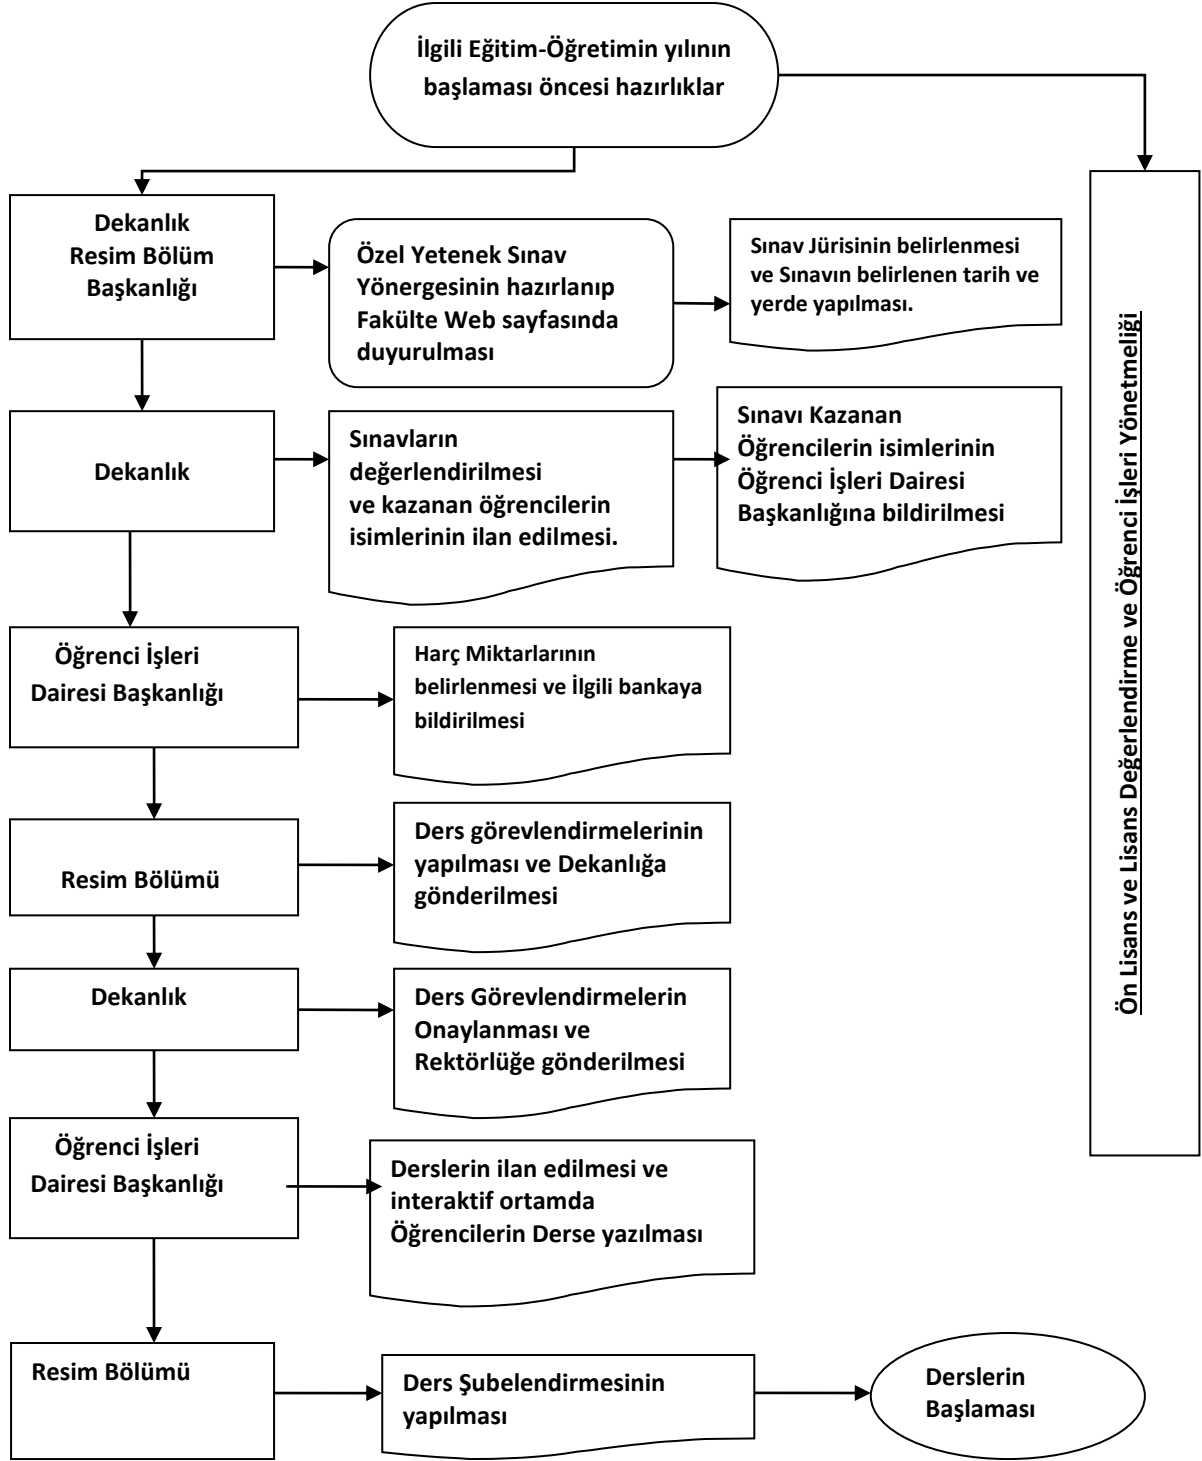 İlgili Eğitim-Öğretimin yılının
başlaması öncesi hazırlıklar
Dekanlık
Resim Bölüm
Başkanlığı
Özel Yetenek Sınav
Yönergesinin hazırlanıp
Fakülte Web sayfasında
duyurulması
Sınav Jürisinin belirlenmesi
ve Sınavın belirlenen tarih ve
yerde yapılması.
Dekanlık
Sınavların
değerlendirilmesi
ve kazanan öğrencilerin
isimlerinin ilan edilmesi.
Sınavı Kazanan
Öğrencilerin isimlerinin
Öğrenci İşleri Dairesi
Başkanlığına bildirilmesi
Öğrenci İşleri
Dairesi Başkanlığı
Harç Miktarlarının
belirlenmesi ve İlgili bankaya
bildirilmesi
Resim Bölümü
Ders görevlendirmelerinin
yapılması ve Dekanlığa
gönderilmesi
Dekanlık
Ders Görevlendirmelerin
Onaylanması ve
Rektörlüğe gönderilmesi
Öğrenci İşleri
Dairesi Başkanlığı
Derslerin ilan edilmesi ve
interaktif ortamda
Öğrencilerin Derse yazılması
Resim Bölümü
Ders Şubelendirmesinin
yapılması
Derslerin
Başlaması
Ön Lisans ve Lisans Değerlendirme ve Öğrenci İşleri Yönetmeliği